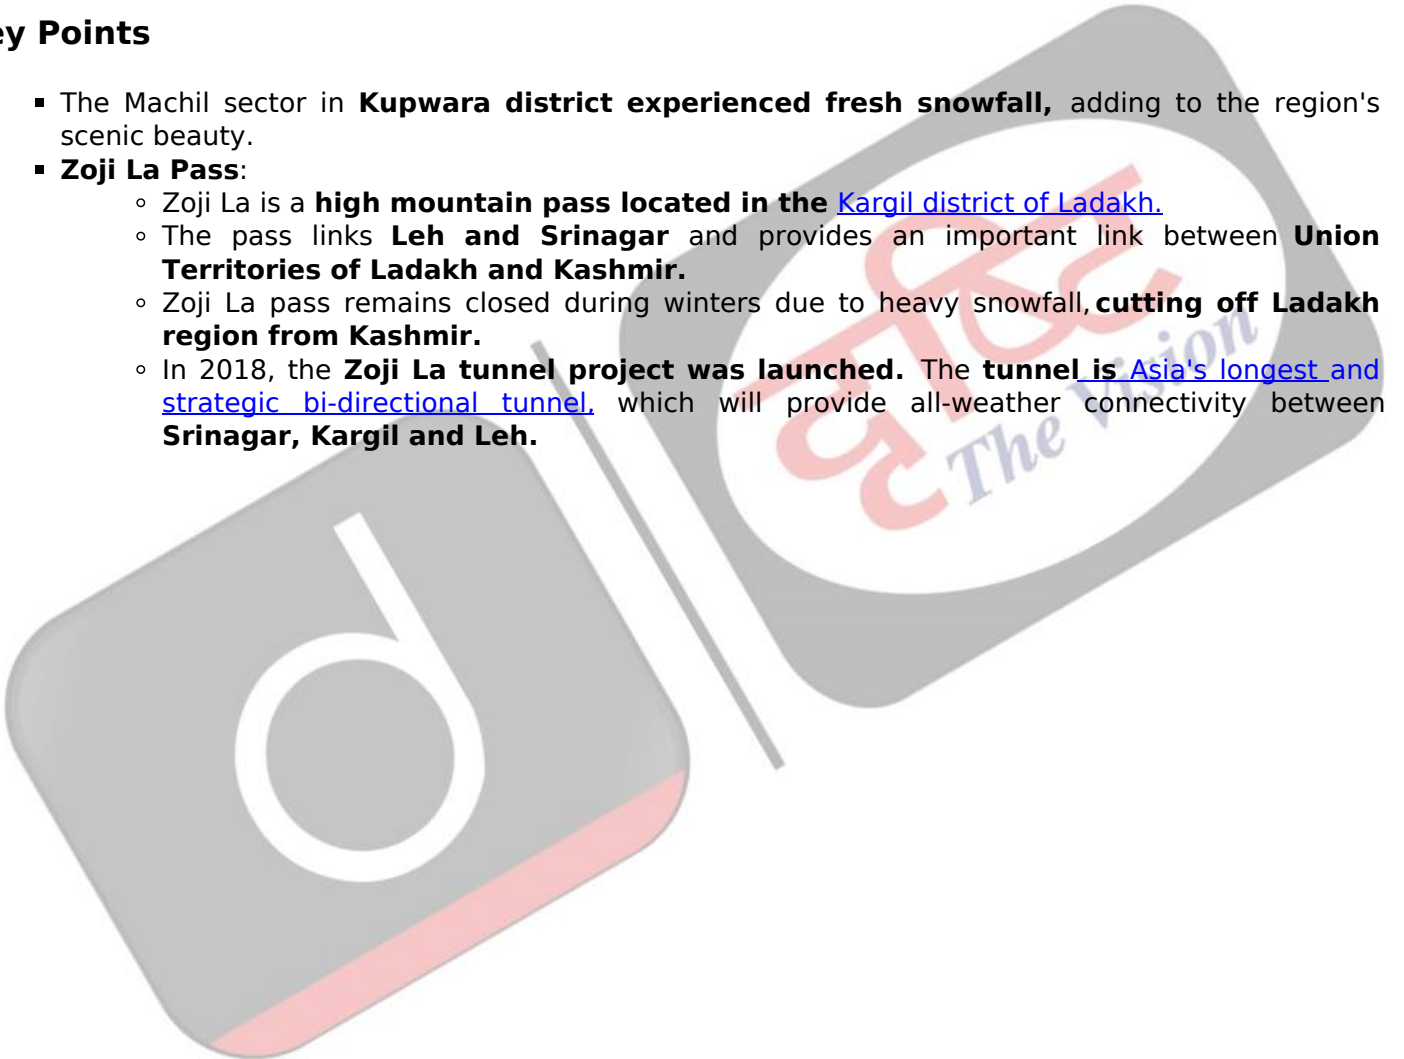 ey Points
▪ The Machil sector in Kupwara district experienced fresh snowfall, adding to the region's
scenic beauty.
▪ Zoji La Pass:
◦ Zoji La is a high mountain pass located in the Kargil district of Ladakh.
◦ The pass links Leh and Srinagar and provides an important link between Union
Territories of Ladakh and Kashmir.
◦ Zoji La pass remains closed during winters due to heavy snowfall, cutting off Ladakh
region from Kashmir.
◦ In 2018, the Zoji La tunnel project was launched. The tunnel is Asia's longest and
strategic bi-directional tunnel, which will provide all-weather connectivity between
Srinagar, Kargil and Leh.
दृष्टि
The Vision
d